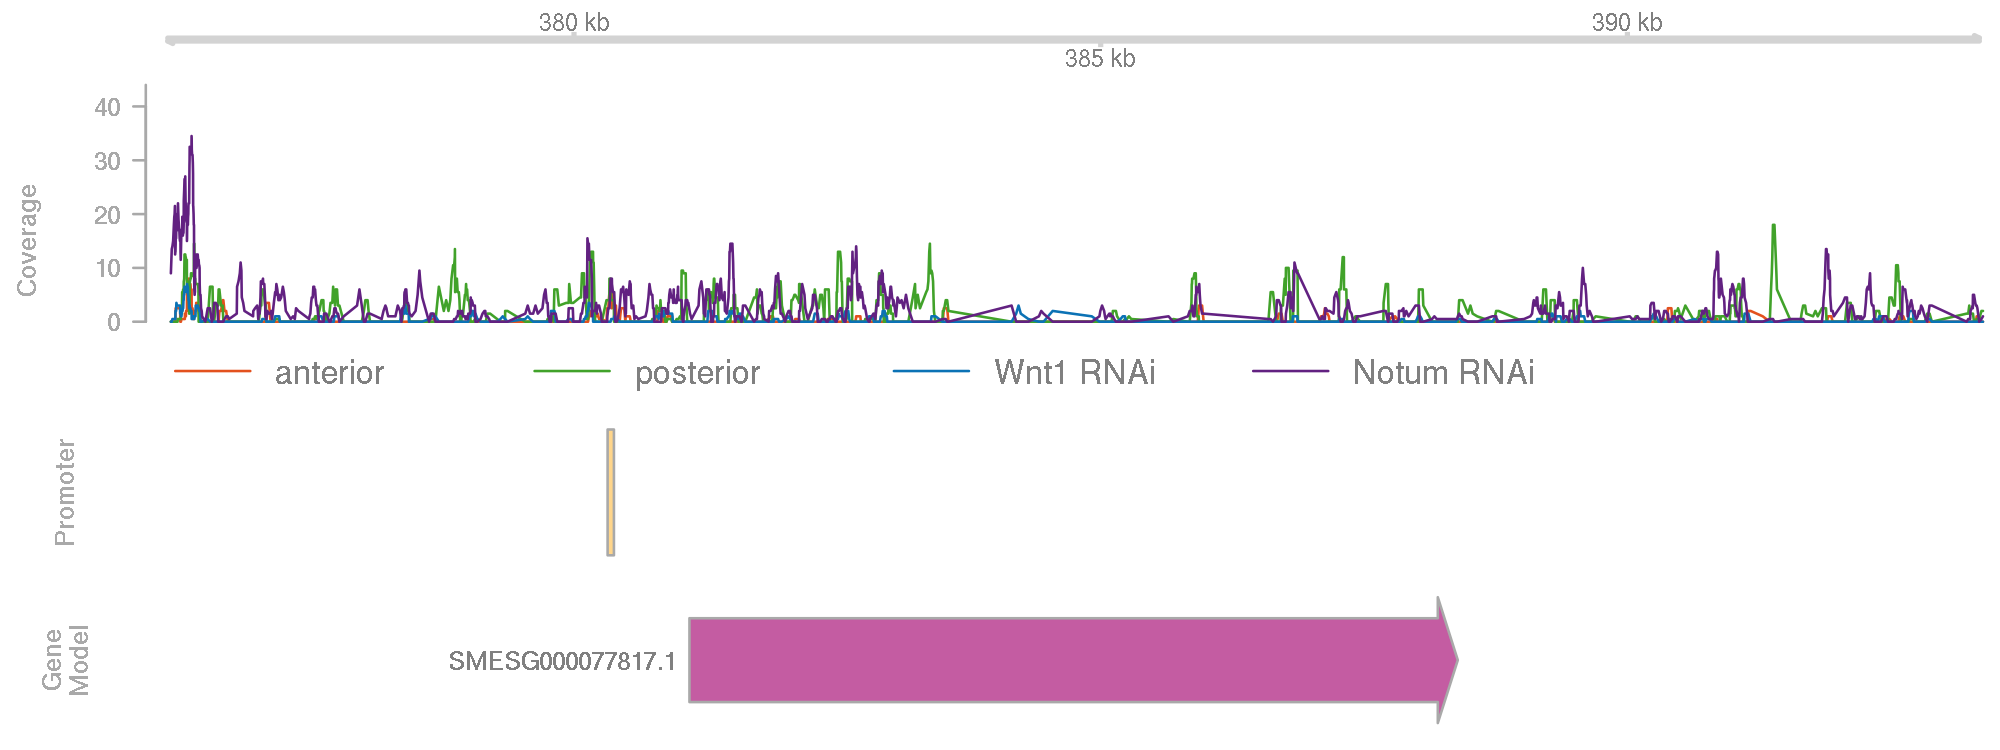 380 kb
390 kb
385 kb
Coverage
40
30
20
10
0
anterior
posterior
Wnt1 RNAi
Notum RNAi
Promoter
Gene
Model
SMESG000077817.1